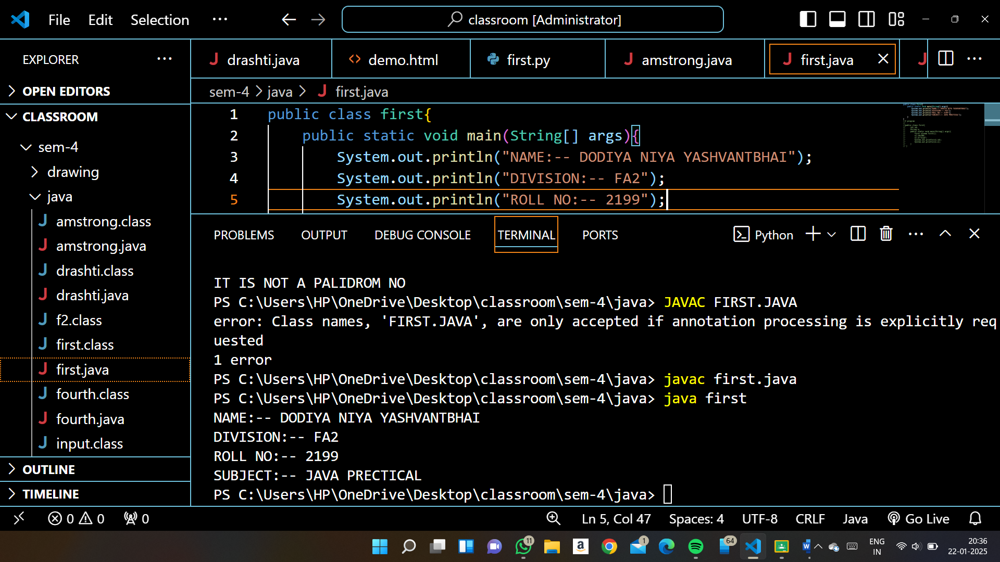 File Edit Selection ··· classroom [Administrator]
EXPLORER ···
drashti.java demo.html first.py amstrong.java first.java ···
OPEN EDITORS
sem-4 > java > first.java
CLASSROOM
sem-4
drawing
java
amstrong.class
amstrong.java
drashti.class
drashti.java
f2.class
first.class
first.java
fourth.class
fourth.java
input.class
OUTLINE
TIMELINE
1 public class first{
2 public static void main(String[] args){
3 System.out.println("NAME:-- DODIYA NIYA YASHVANTBHAI");
4 System.out.println("DIVISION:-- FA2");
5 System.out.println("ROLL NO:-- 2199");
PROBLEMS OUTPUT DEBUG CONSOLE TERMINAL PORTS Python ···
IT IS NOT A PALIDROM NO
PS C:\Users\HP\OneDrive\Desktop\classroom\sem-4\java> JAVAC FIRST.JAVA
error: Class names, 'FIRST.JAVA', are only accepted if annotation processing is explicitly req
uested
1 error
PS C:\Users\HP\OneDrive\Desktop\classroom\sem-4\java> javac first.java
PS C:\Users\HP\OneDrive\Desktop\classroom\sem-4\java> java first
NAME:-- DODIYA NIYA YASHVANTBHAI
DIVISION:-- FA2
ROLL NO:-- 2199
SUBJECT:-- JAVA PRECTICAL
PS C:\Users\HP\OneDrive\Desktop\classroom\sem-4\java>
0 0 0 Ln 5, Col 47 Spaces: 4 UTF-8 CRLF Java Go Live
11 1 64 ENG 20:36
IN 22-01-2025